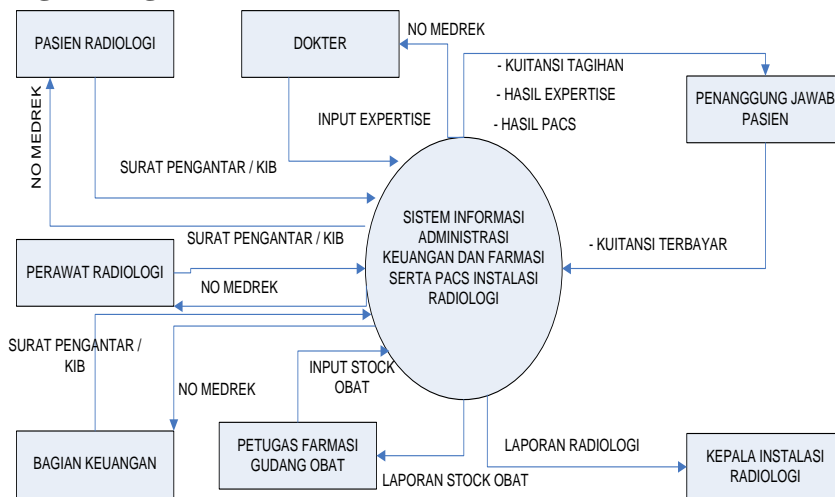 PASIEN RADIOLOGI
DOKTER
NO MEDREK
- KUITANSI TAGIHAN
- HASIL EXPERTISE
- HASIL PACS
PENANGGUNG JAWAB
PASIEN
NO MEDREK
INPUT EXPERTISE
SURAT PENGANTAR / KIB
SISTEM INFORMASI
ADMINISTRASI
KEUANGAN DAN FARMASI
SERTA PACS INSTALASI
RADIOLOGI
- KUITANSI TERBAYAR
SURAT PENGANTAR / KIB
PERAWAT RADIOLOGI
NO MEDREK
SURAT PENGANTAR /
KIB
NO MEDREK
INPUT STOCK
OBAT
BAGIAN KEUANGAN
PETUGAS FARMASI
GUDANG OBAT
LAPORAN STOCK OBAT
LAPORAN RADIOLOGI
KEPALA INSTALASI
RADIOLOGI